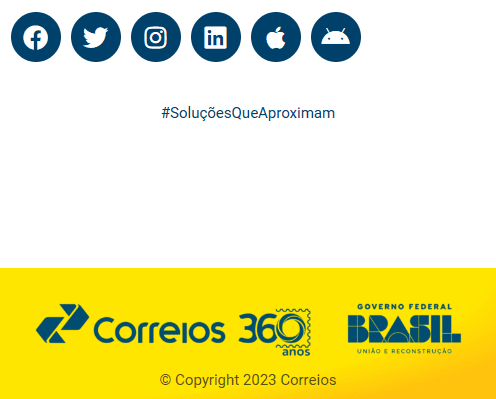 #SoluçõesQueAproximam
Correios 360 anos
GOVERNO FEDERAL
BRASIL
UNIÃO E RECONSTRUÇÃO
© Copyright 2023 Correios